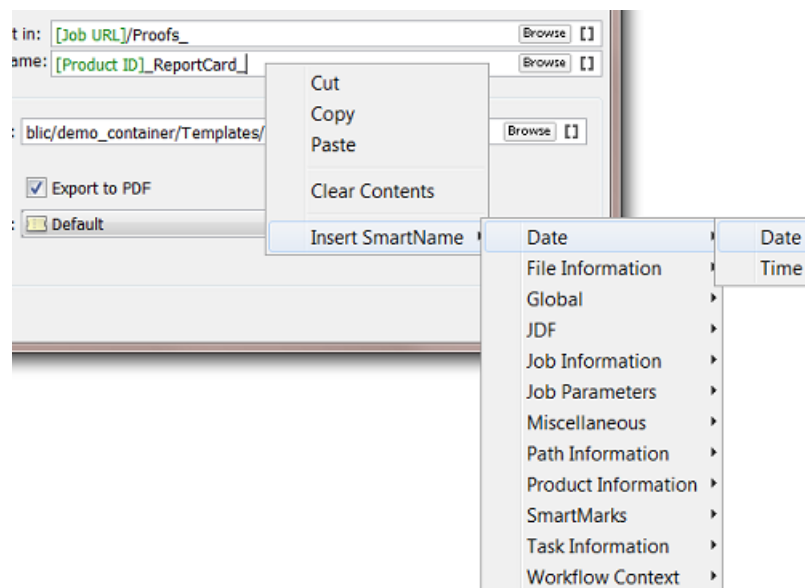 t in: [Job URL]/Proofs_ Browse []
ame: [Product ID]_ReportCard_ Browse []
: blic/demo_container/Templates/ Browse []
Export to PDF
: Default
Cut
Copy
Paste
Clear Contents
Insert SmartName
Date
File Information
Global
JDF
Job Information
Job Parameters
Miscellaneous
Path Information
Product Information
SmartMarks
Task Information
Workflow Context
Date
Time